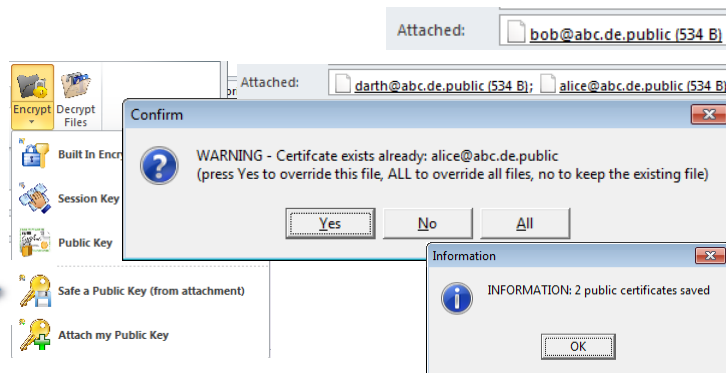 Attached: bob@abc.de.public (534 B)
Attached: darth@abc.de.public (534 B); alice@abc.de.public (534 B)
Encrypt Decrypt
Files
Confirm
WARNING - Certifcate exists already: alice@abc.de.public
(press Yes to override this file, ALL to override all files, no to keep the existing file)
Yes No All
Built In Encr
Session Key
Public Key
Safe a Public Key (from attachment)
Attach my Public Key
Information
INFORMATION: 2 public certificates saved
OK